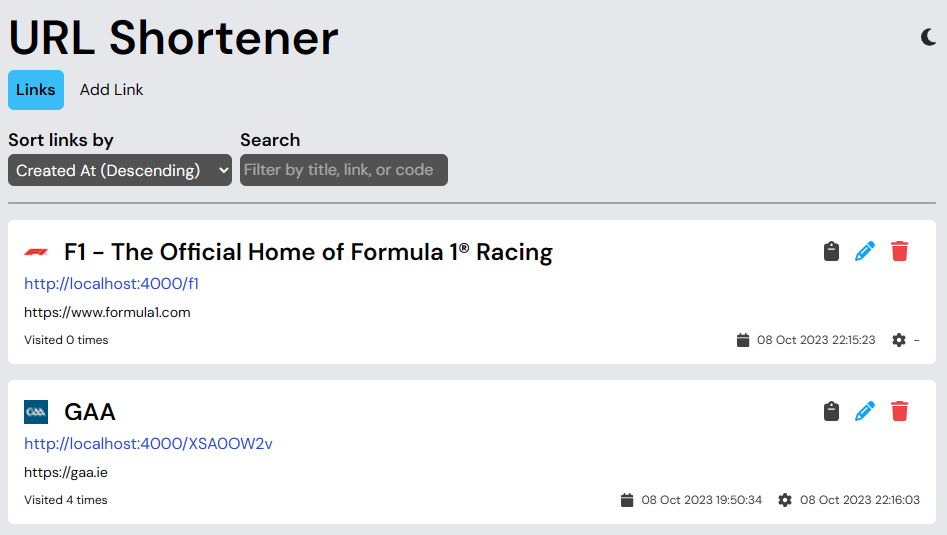 URL Shortener
Links Add Link
Sort links by Search
Created At (Descending) Filter by title, link, or code
F1 - The Official Home of Formula 1® Racing
http://localhost:4000/f1
https://www.formula1.com
Visited 0 times 08 Oct 2023 22:15:23 -
GAA GAA
http://localhost:4000/XSA0OW2v
https://gaa.ie
Visited 4 times 08 Oct 2023 19:50:34 08 Oct 2023 22:16:03